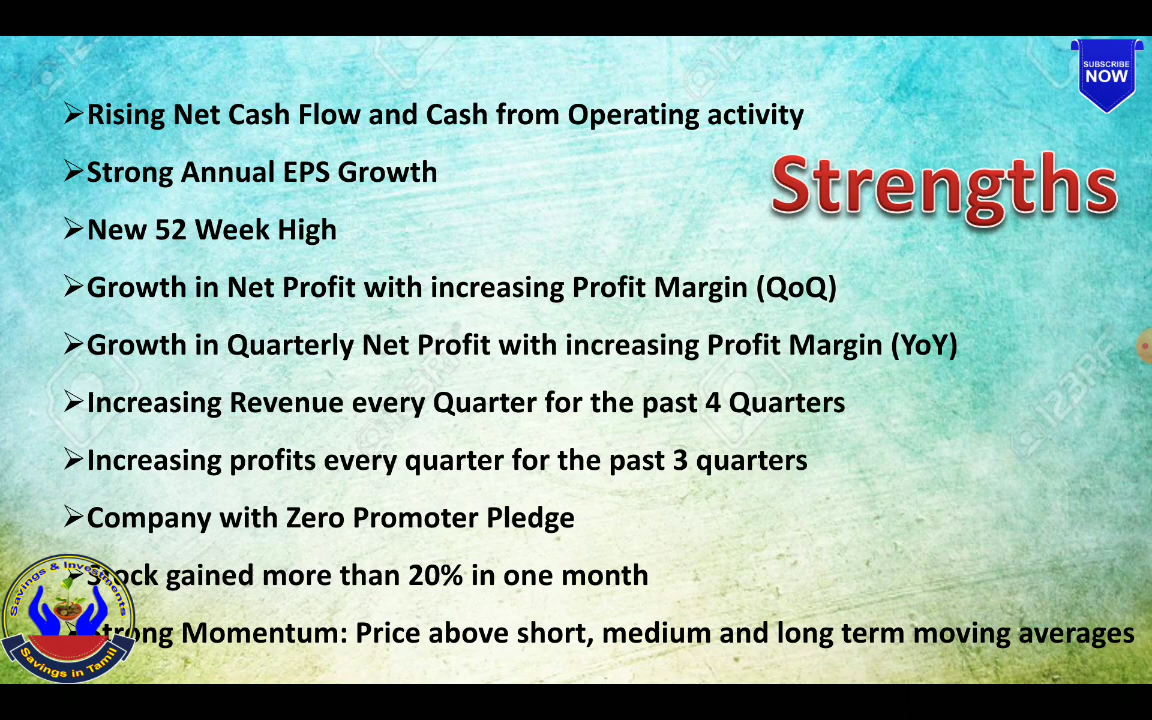 SUBSCRIBE
NOW
Strengths
➢Rising Net Cash Flow and Cash from Operating activity
➢Strong Annual EPS Growth
➢New 52 Week High
➢Growth in Net Profit with increasing Profit Margin (QoQ)
➢Growth in Quarterly Net Profit with increasing Profit Margin (YoY)
➢Increasing Revenue every Quarter for the past 4 Quarters
➢Increasing profits every quarter for the past 3 quarters
➢Company with Zero Promoter Pledge
➢Stock gained more than 20% in one month
➢Strong Momentum: Price above short, medium and long term moving averages
Savings & Investments
Savings in Tamil
123RF